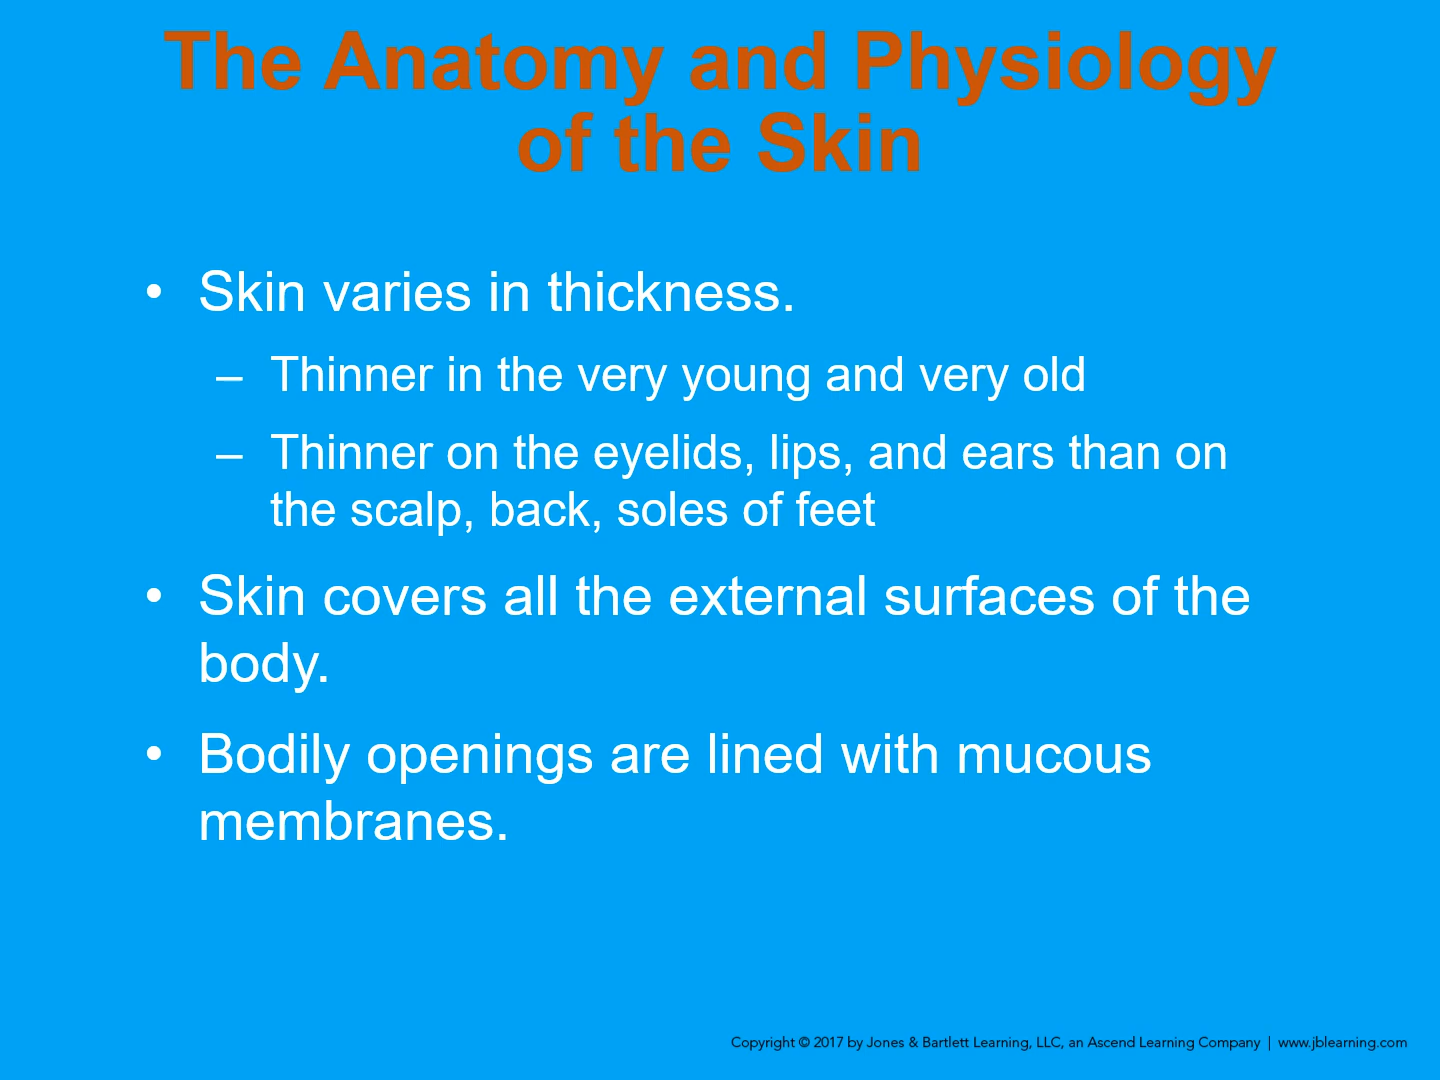 The Anatomy and Physiology
of the Skin
• Skin varies in thickness.
– Thinner in the very young and very old
– Thinner on the eyelids, lips, and ears than on
the scalp, back, soles of feet
• Skin covers all the external surfaces of the
body.
• Bodily openings are lined with mucous
membranes.
Copyright © 2017 by Jones & Bartlett Learning, LLC, an Ascend Learning Company | www.jblearning.com